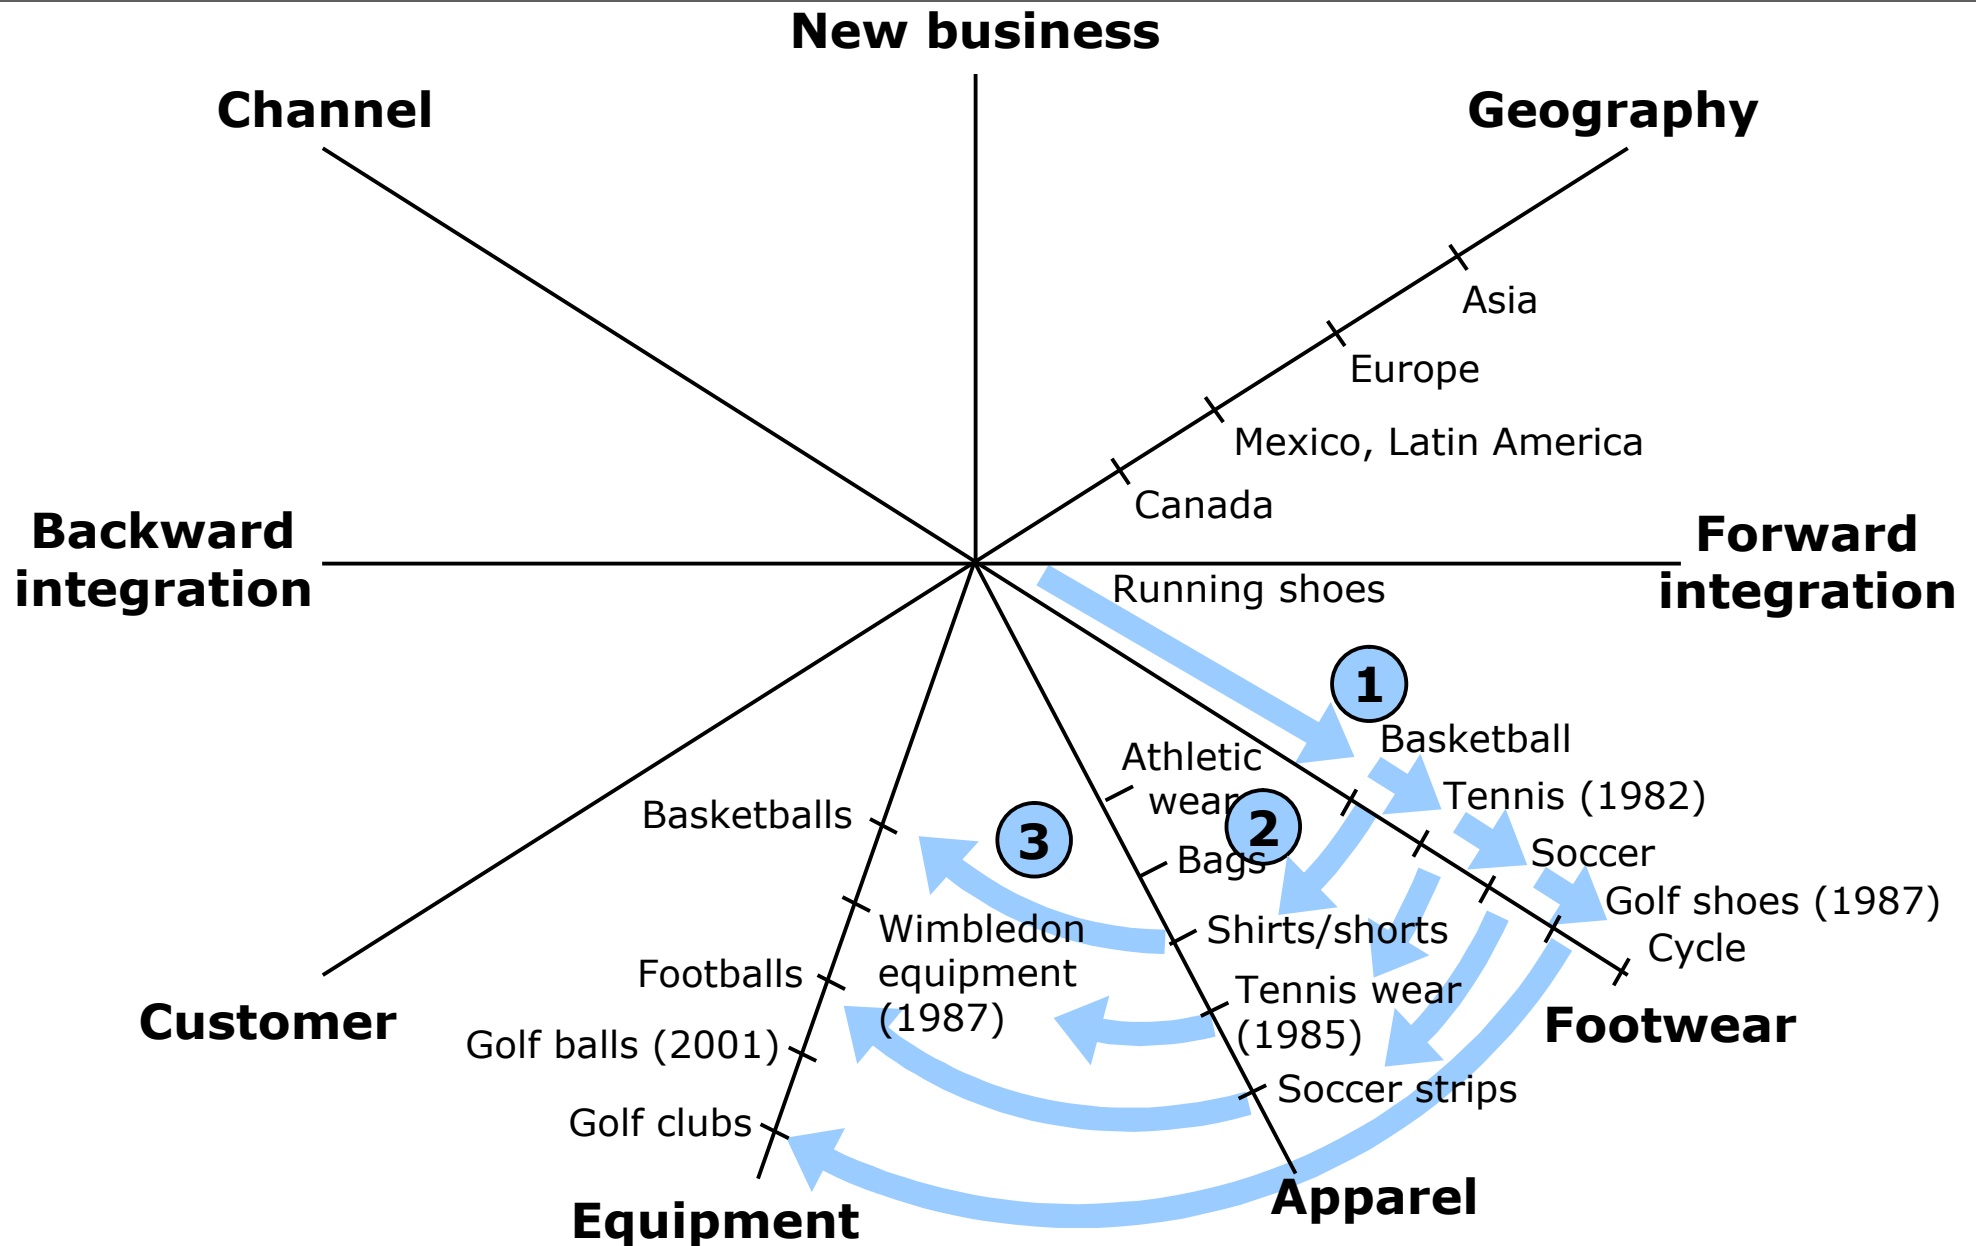 New business
Channel
Geography
Asia
Europe
Mexico, Latin America
Canada
Backward
integration
Forward
integration
Running shoes
1
Basketball
Tennis (1982)
Soccer
Golf shoes (1987)
Cycle
Footwear
Athletic
wear
2
Bags
Shirts/shorts
Tennis wear
(1985)
Soccer strips
Apparel
3
Basketballs
Wimbledon
equipment
(1987)
Footballs
Golf balls (2001)
Golf clubs
Equipment
Customer